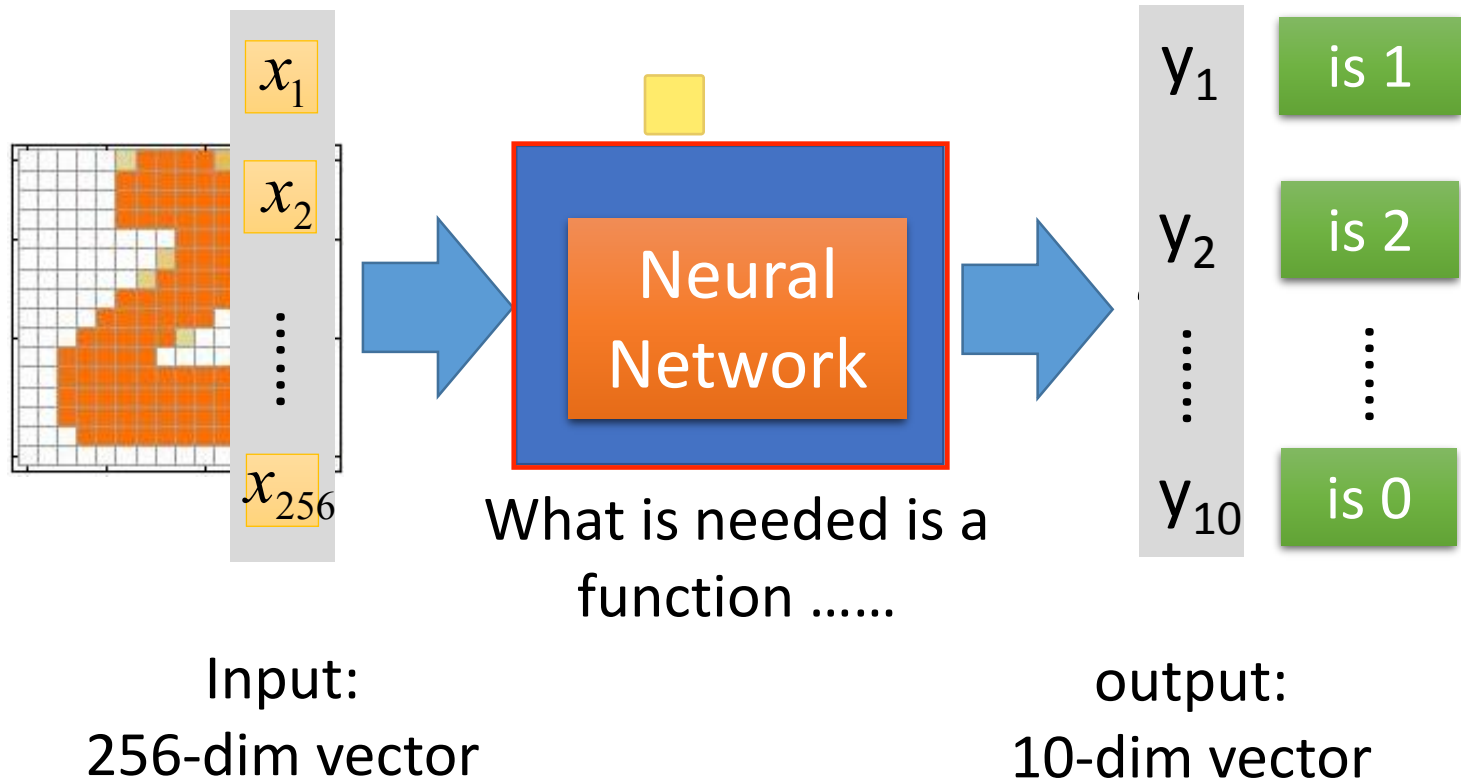 x₁
x₂
⋮
x₂₅₆
Neural
Network
What is needed is a
function ......
y₁
is 1
y₂
is 2
⋮
⋮
y₁₀
is 0
Input:
256-dim vector
output:
10-dim vector